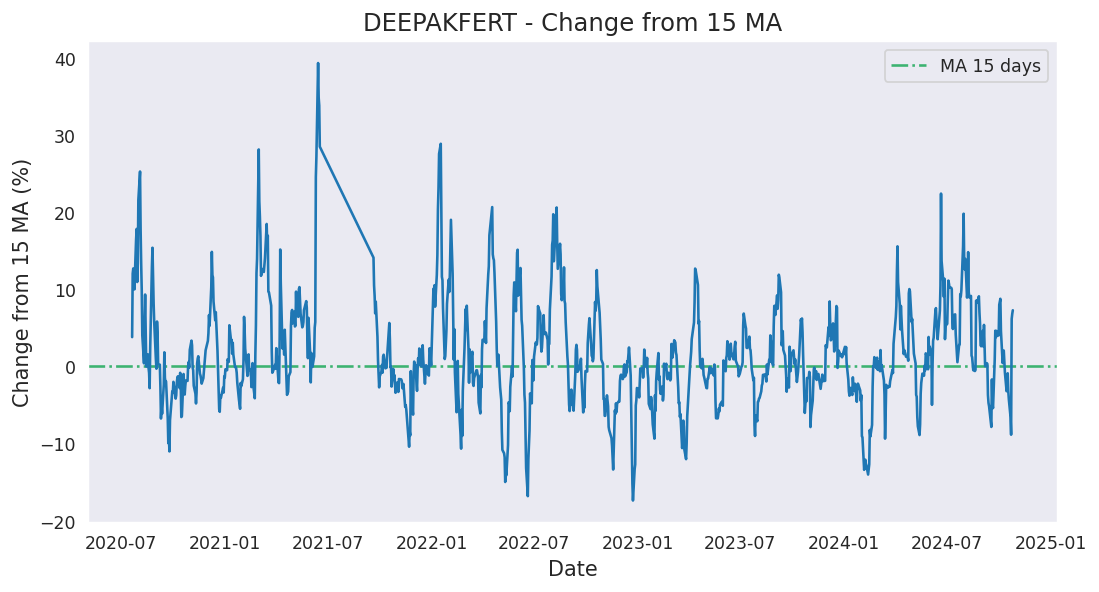 DEEPAKFERT - Change from 15 MA
MA 15 days
Change from 15 MA (%)
40
30
20
10
0
−10
−20
2020-07 2021-01 2021-07 2022-01 2022-07 2023-01 2023-07 2024-01 2024-07 2025-01
Date